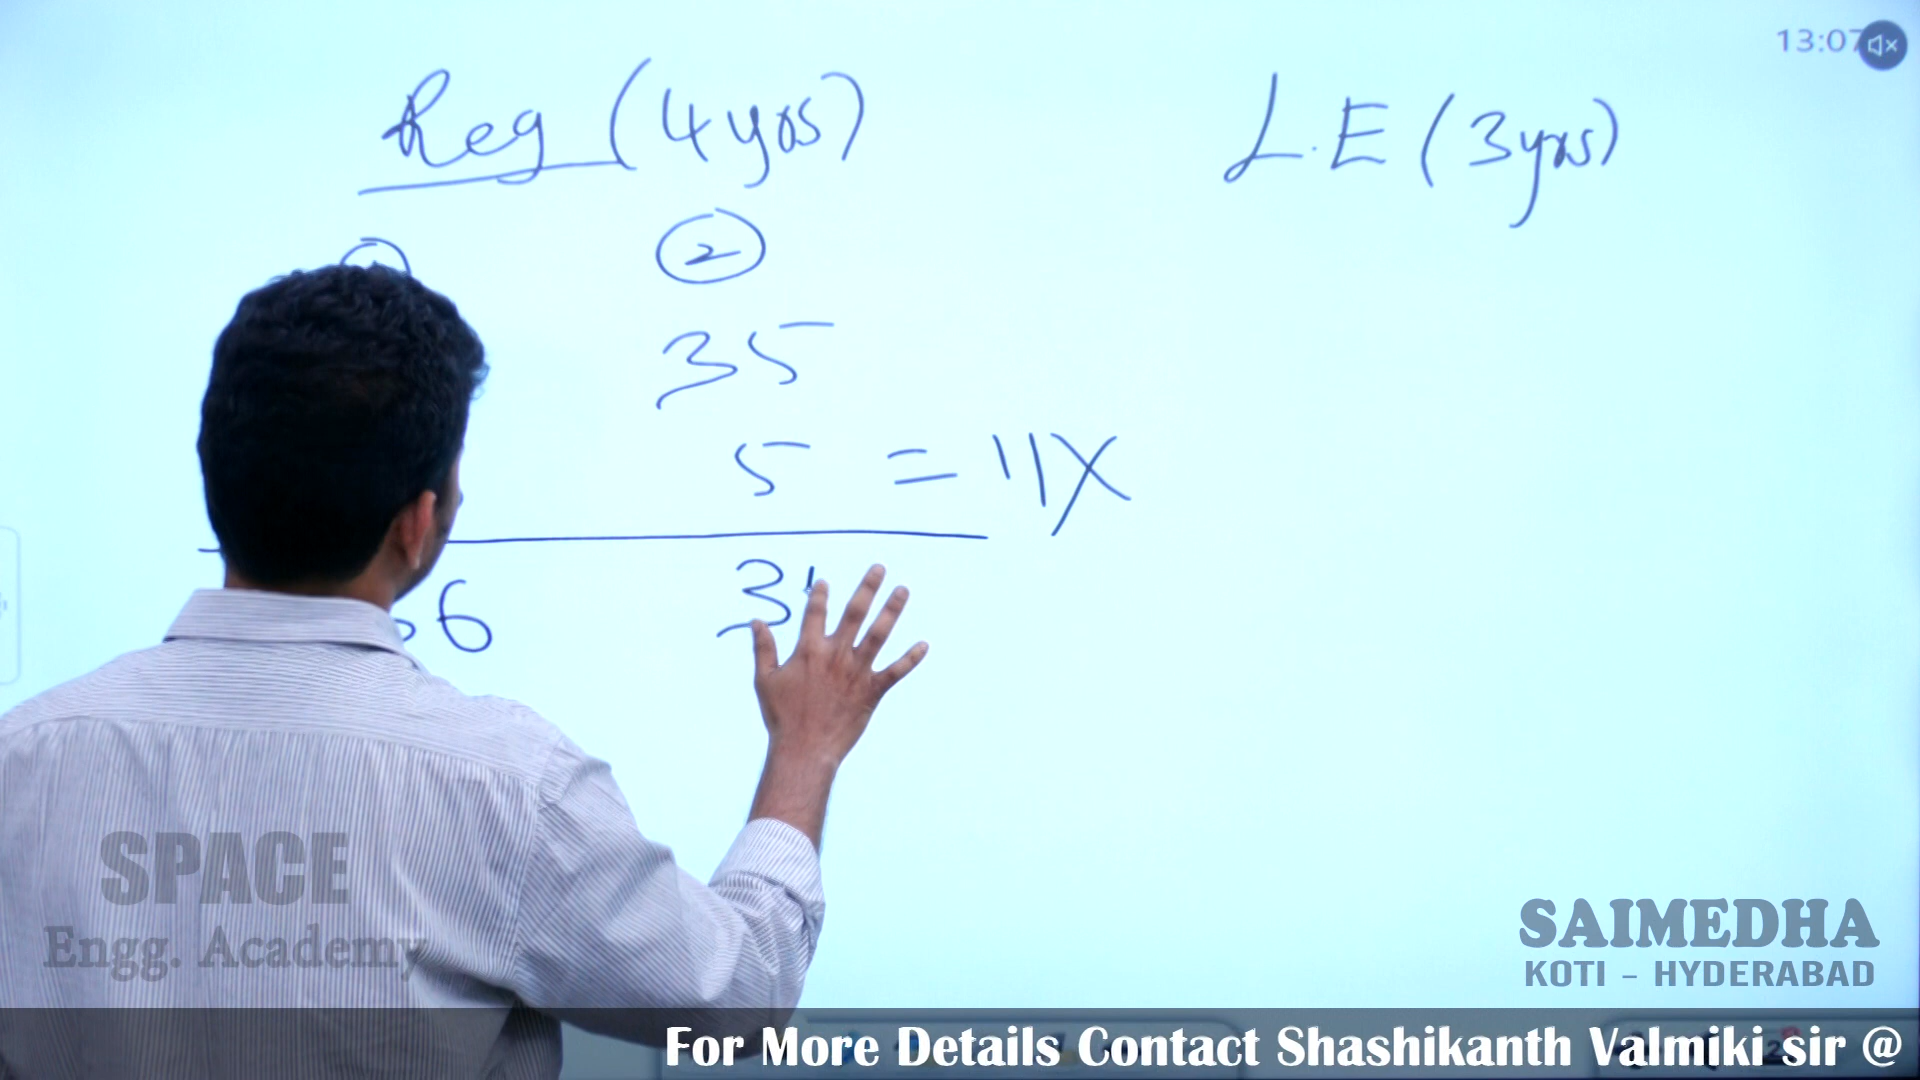 13:07
Reg (4 yrs) L.E (3 yrs)
2
35
5 = 11X
6 3
SPACE
Engg. Academy
SAIMEDHA
KOTI - HYDERABAD
For More Details Contact Shashikanth Valmiki sir @